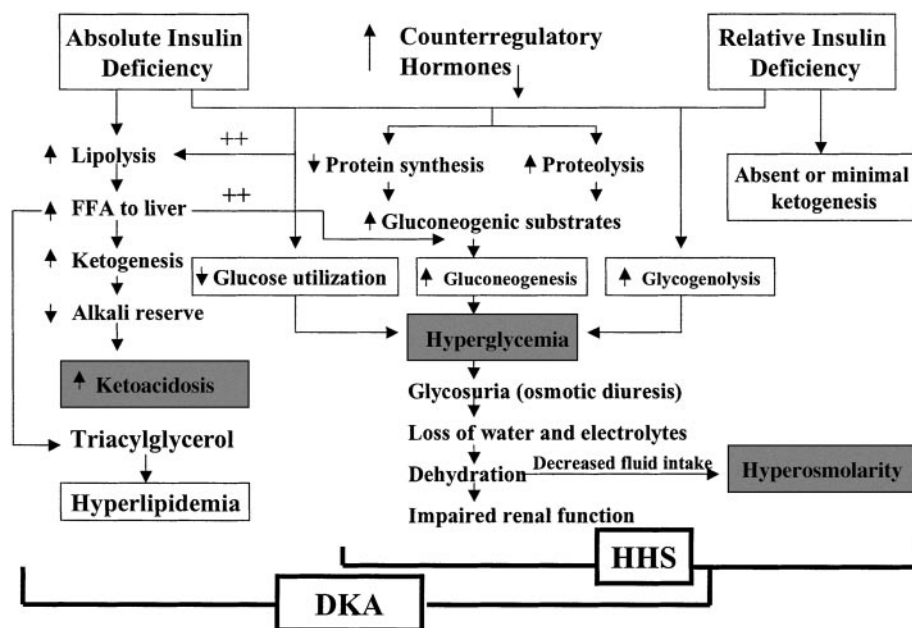 Absolute Insulin
Deficiency
Counterregulatory
Hormones
Relative Insulin
Deficiency
++
Lipolysis
Protein synthesis
Proteolysis
Absent or minimal
ketogenesis
++
FFA to liver
Gluconeogenic substrates
Ketogenesis
Glucose utilization
Gluconeogenesis
Glycogenolysis
Alkali reserve
Hyperglycemia
Ketoacidosis
Glycosuria (osmotic diuresis)
Triacylglycerol
Loss of water and electrolytes
Dehydration
Decreased fluid intake
Hyperosmolarity
Hyperlipidemia
Impaired renal function
HHS
DKA